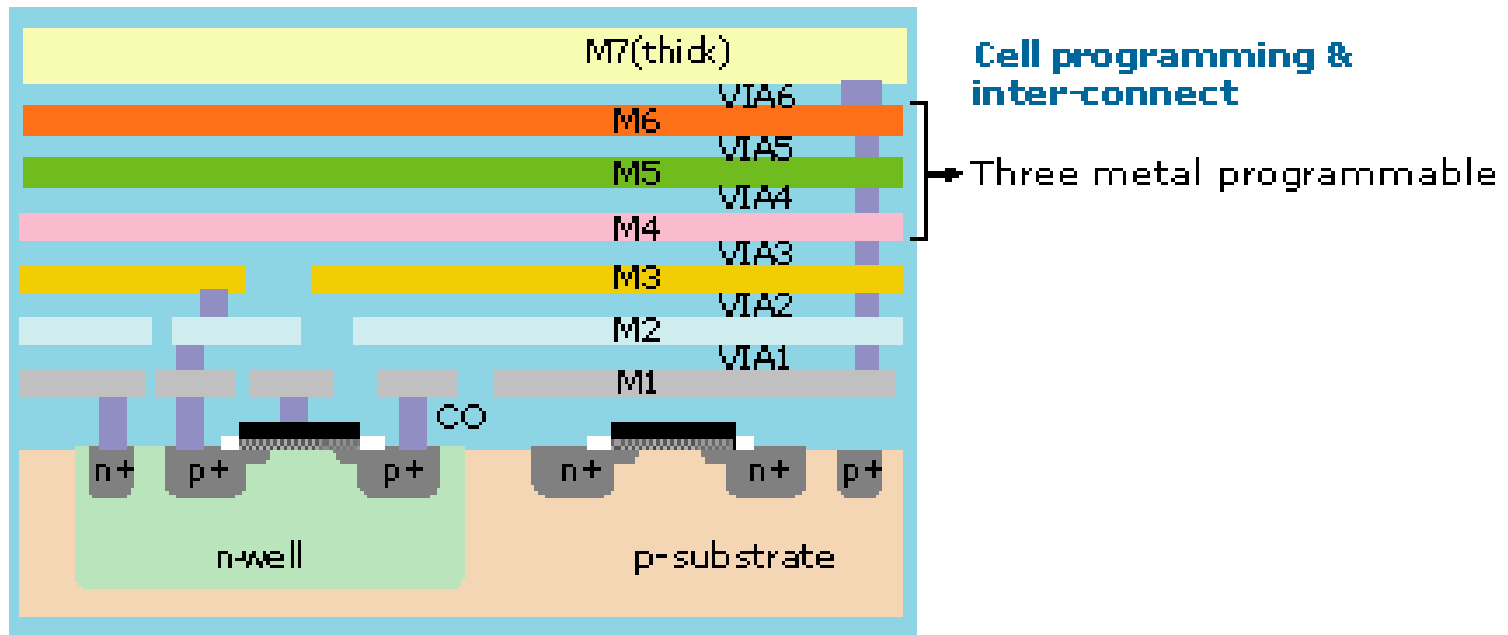 M7(thick)
Cell programming &
inter-connect
VIA6
M6
VIA5
M5
Three metal programmable
VIA4
M4
VIA3
M3
VIA2
M2
VIA1
M1
CO
n+
p+
p+
n+
n+
p+
n-well
p-substrate